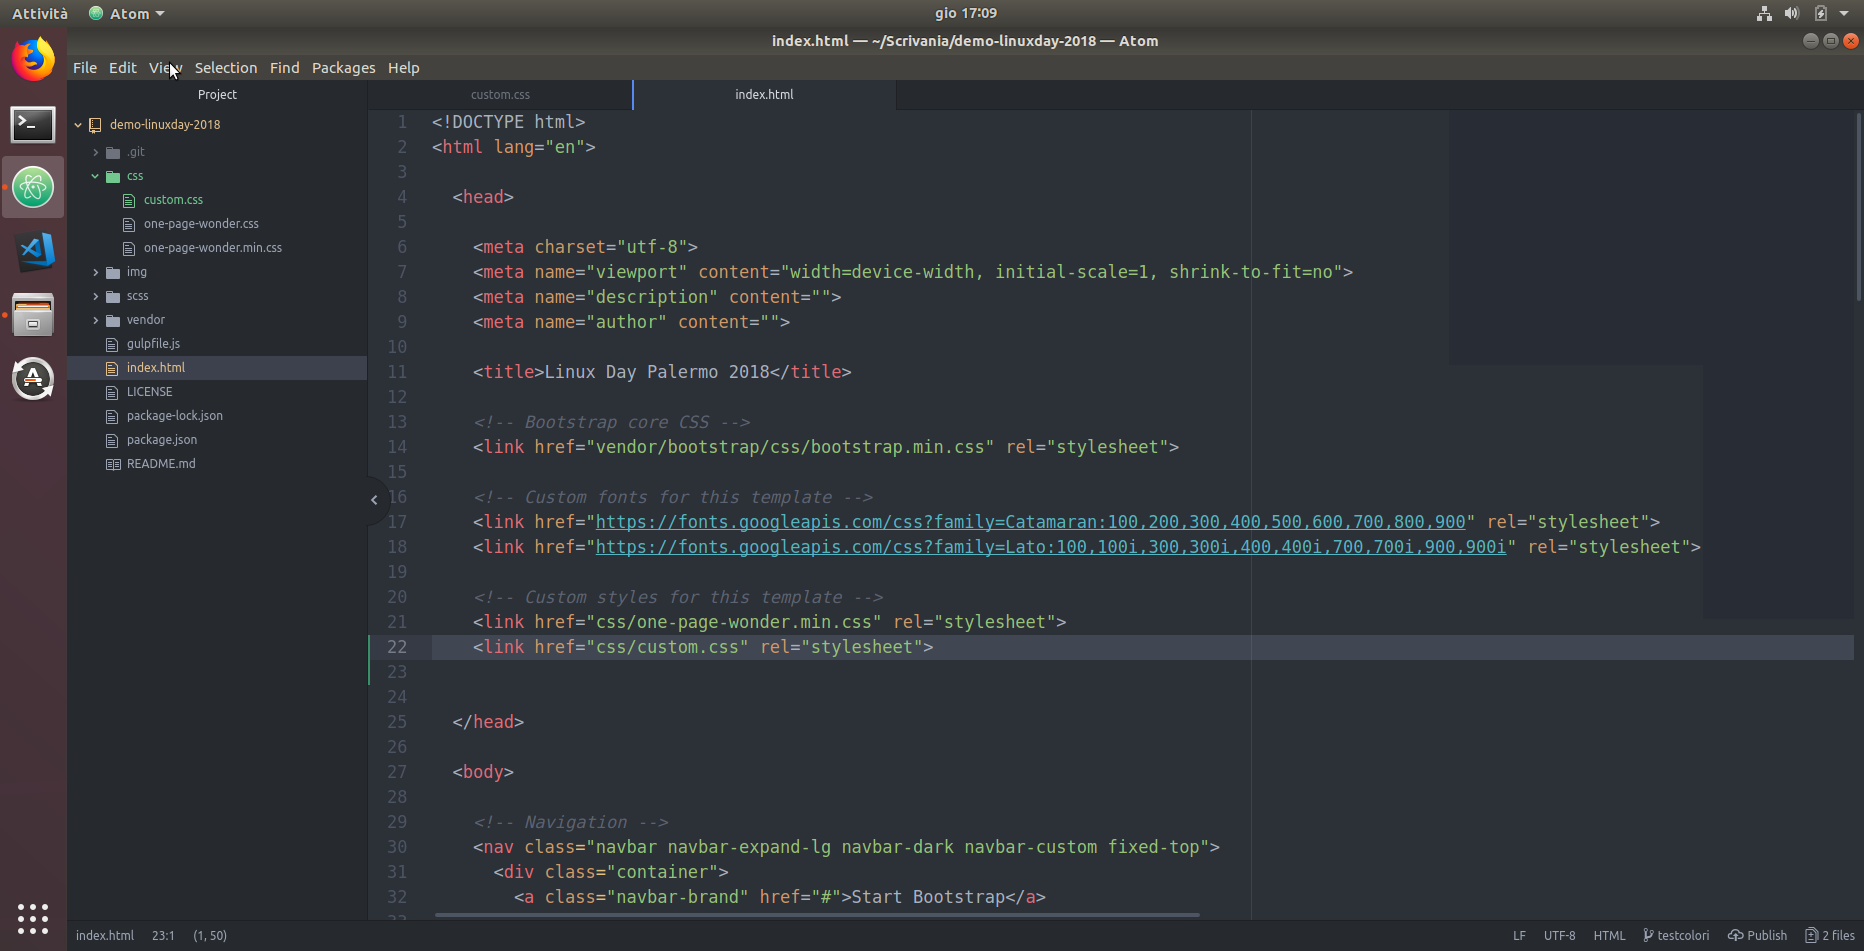 Attività Atom gio 17:09
index.html — ~/Scrivania/demo-linuxday-2018 — Atom
File Edit View Selection Find Packages Help
Project
demo-linuxday-2018
.git
css
custom.css
one-page-wonder.css
one-page-wonder.min.css
img
scss
vendor
gulpfile.js
index.html
LICENSE
package-lock.json
package.json
README.md
custom.css index.html
1 <!DOCTYPE html>
2 <html lang="en">
3
4 <head>
5
6 <meta charset="utf-8">
7 <meta name="viewport" content="width=device-width, initial-scale=1, shrink-to-fit=no">
8 <meta name="description" content="">
9 <meta name="author" content="">
10
11 <title>Linux Day Palermo 2018</title>
12
13 <!-- Bootstrap core CSS -->
14 <link href="vendor/bootstrap/css/bootstrap.min.css" rel="stylesheet">
15
16 <!-- Custom fonts for this template -->
17 <link href="https://fonts.googleapis.com/css?family=Catamaran:100,200,300,400,500,600,700,800,900" rel="stylesheet">
18 <link href="https://fonts.googleapis.com/css?family=Lato:100,100i,300,300i,400,400i,700,700i,900,900i" rel="stylesheet">
19
20 <!-- Custom styles for this template -->
21 <link href="css/one-page-wonder.min.css" rel="stylesheet">
22 <link href="css/custom.css" rel="stylesheet">
23
24
25 </head>
26
27 <body>
28
29 <!-- Navigation -->
30 <nav class="navbar navbar-expand-lg navbar-dark navbar-custom fixed-top">
31 <div class="container">
32 <a class="navbar-brand" href="#">Start Bootstrap</a>
index.html 23:1 (1, 50) LF UTF-8 HTML testcolori Publish 2 files